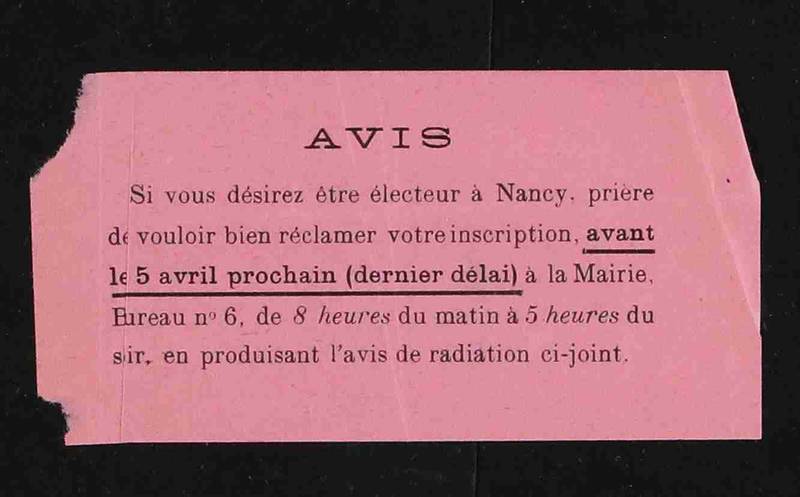 AVIS
Si vous désirez être électeur à Nancy, prière
de vouloir bien réclamer votre inscription, avant
le 5 avril prochain (dernier délai) à la Mairie,
Bureau nº 6, de 8 heures du matin à 5 heures du
soir, en produisant l'avis de radiation ci-joint.